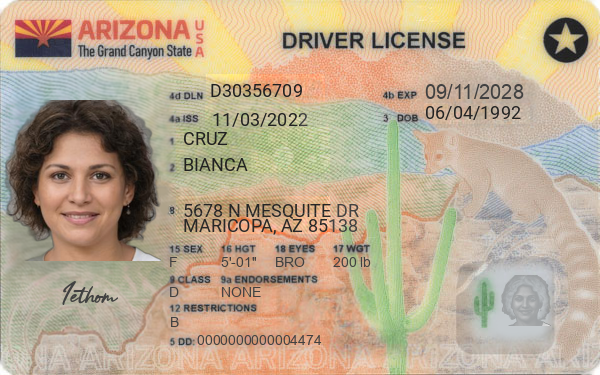 ARIZONA USA
The Grand Canyon State
DRIVER LICENSE
4d DLN D30356709
4b EXP 09/11/2028
4a ISS 11/03/2022
3 DOB 06/04/1992
1 CRUZ
2 BIANCA
8 5678 N MESQUITE DR
MARICOPA, AZ 85138
15 SEX 16 HGT 18 EYES 17 WGT
F 5'-01" BRO 200 lb
9 CLASS 9a ENDORSEMENTS
D NONE
12 RESTRICTIONS
B
5 DD: 0000000000004474
Iethom
ARIZONA ARIZONA ARIZONA ARIZONA